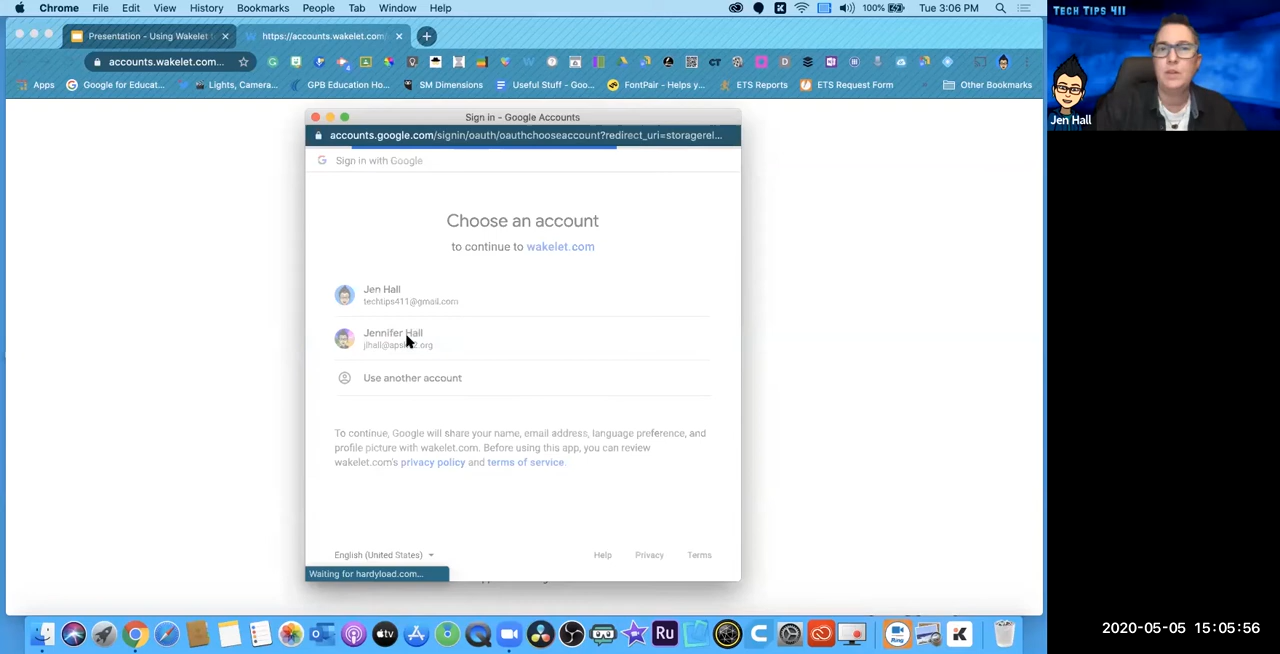 Chrome File Edit View History Bookmarks People Tab Window Help 100% Tue 3:06 PM
TECH TIPS 411
Presentation - Using Wakelet t
https://accounts.wakelet.com
accounts.wakelet.com...
Apps Google for Educat... Lights, Camera... GPB Education Ho... SM Dimensions Useful Stuff - Goo... FontPair - Helps y... ETS Reports ETS Request Form Other Bookmarks
Jen Hall
Sign in - Google Accounts
accounts.google.com/signin/oauth/oauthchooseaccount?redirect_uri=storagerel...
Sign in with Google
Choose an account
to continue to wakelet.com
Jen Hall
techtips411@gmail.com
Jennifer Hall
Use another account
To continue, Google will share your name, email address, language preference, and
profile picture with wakelet.com. Before using this app, you can review
wakelet.com's privacy policy and terms of service.
English (United States) Help Privacy Terms
Waiting for hardyload.com...
tv Ru Ring K
2020-05-05 15:05:56